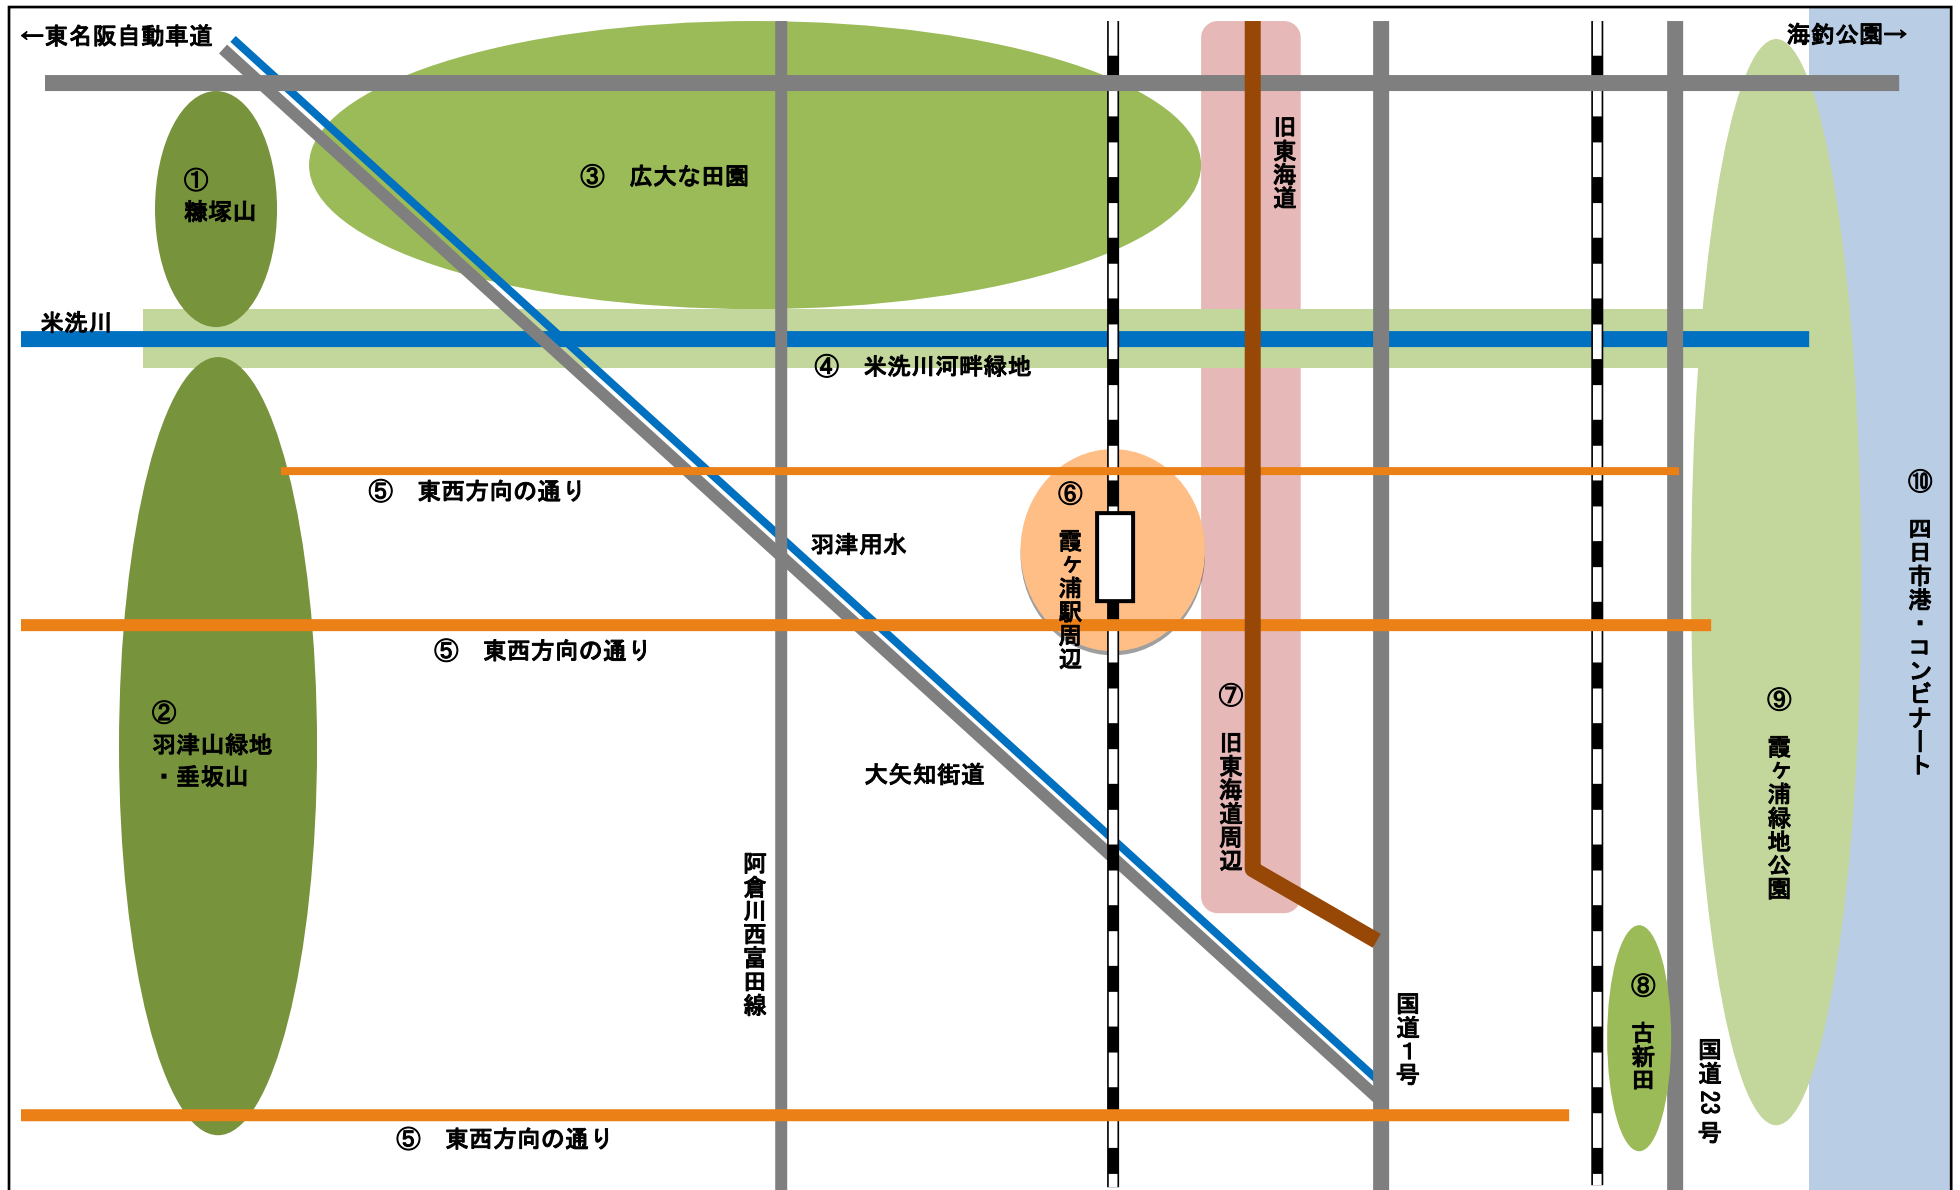 ←東名阪自動車道
海釣公園→
旧東海道
①
糠塚山
③ 広大な田園
米洗川
④ 米洗川河畔緑地
⑤ 東西方向の通り
⑥ 霞ヶ浦駅周辺
⑩ 四日市港・コンビナート
羽津用水
⑤ 東西方向の通り
②
羽津山緑地
・垂坂山
⑦ 旧東海道周辺
⑨ 霞ヶ浦緑地公園
大矢知街道
阿倉川西富田線
国道1号
⑧ 古新田
国道23号
⑤ 東西方向の通り